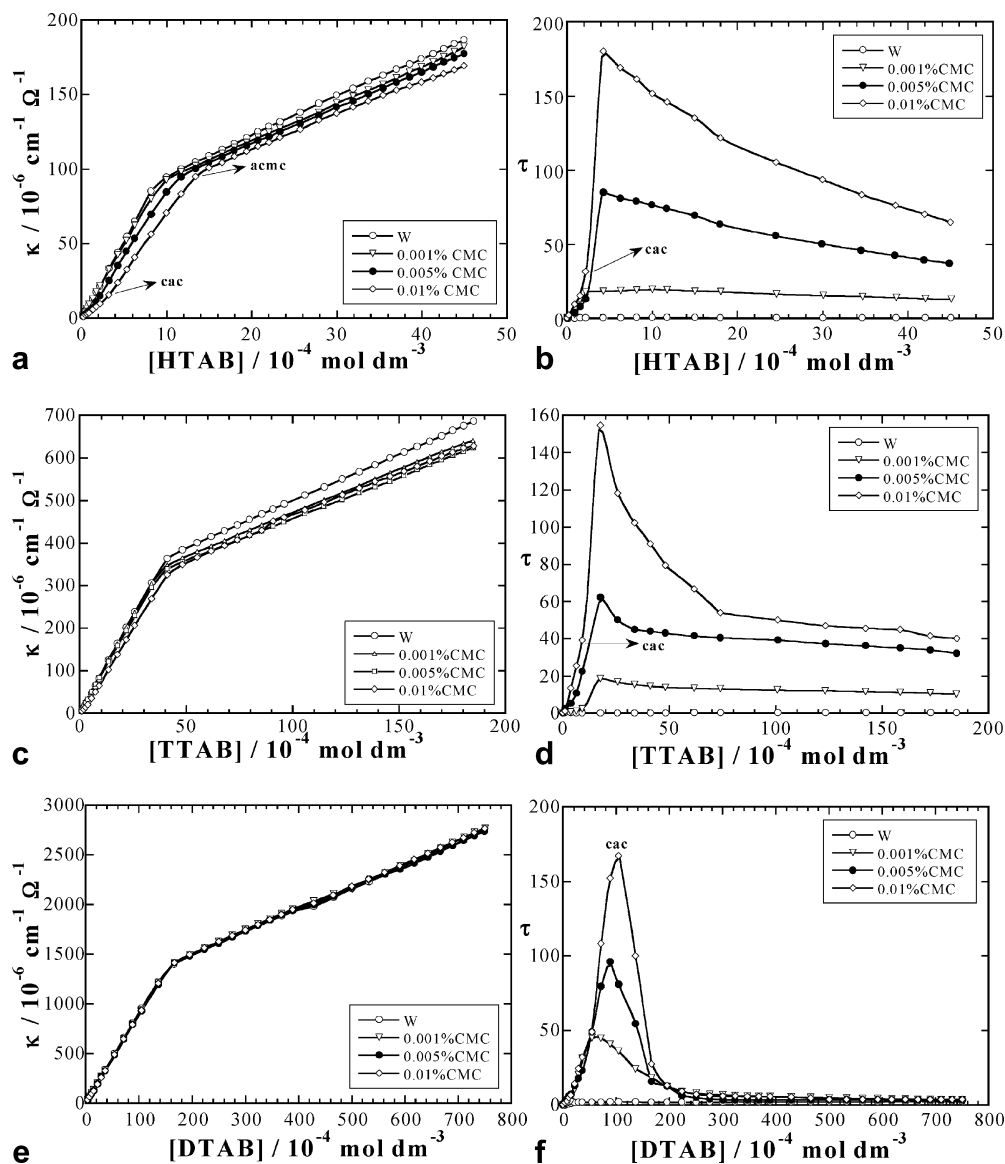 200
150
100
50
0
κ / 10⁻⁶ cm⁻¹ Ω⁻¹
acmc
cac
W
0.001% CMC
0.005% CMC
0.01% CMC
0 10 20 30 40 50
[HTAB] / 10⁻⁴ mol dm⁻³
a
200
150
100
50
0
τ
cac
W
0.001%CMC
0.005%CMC
0.01%CMC
0 10 20 30 40 50
[HTAB] / 10⁻⁴ mol dm⁻³
b
700
600
500
400
300
200
100
0
κ / 10⁻⁶ cm⁻¹ Ω⁻¹
W
0.001%CMC
0.005%CMC
0.01%CMC
0 50 100 150 200
[TTAB] / 10⁻⁴ mol dm⁻³
c
160
140
120
100
80
60
40
20
0
τ
cac
W
0.001%CMC
0.005%CMC
0.01%CMC
0 50 100 150 200
[TTAB] / 10⁻⁴ mol dm⁻³
d
3000
2500
2000
1500
1000
500
0
κ / 10⁻⁶ cm⁻¹ Ω⁻¹
W
0.001%CMC
0.005%CMC
0.01%CMC
0 100 200 300 400 500 600 700 800
[DTAB] / 10⁻⁴ mol dm⁻³
e
200
150
100
50
0
τ
cac
W
0.001%CMC
0.005%CMC
0.01%CMC
0 100 200 300 400 500 600 700 800
[DTAB] / 10⁻⁴ mol dm⁻³
f